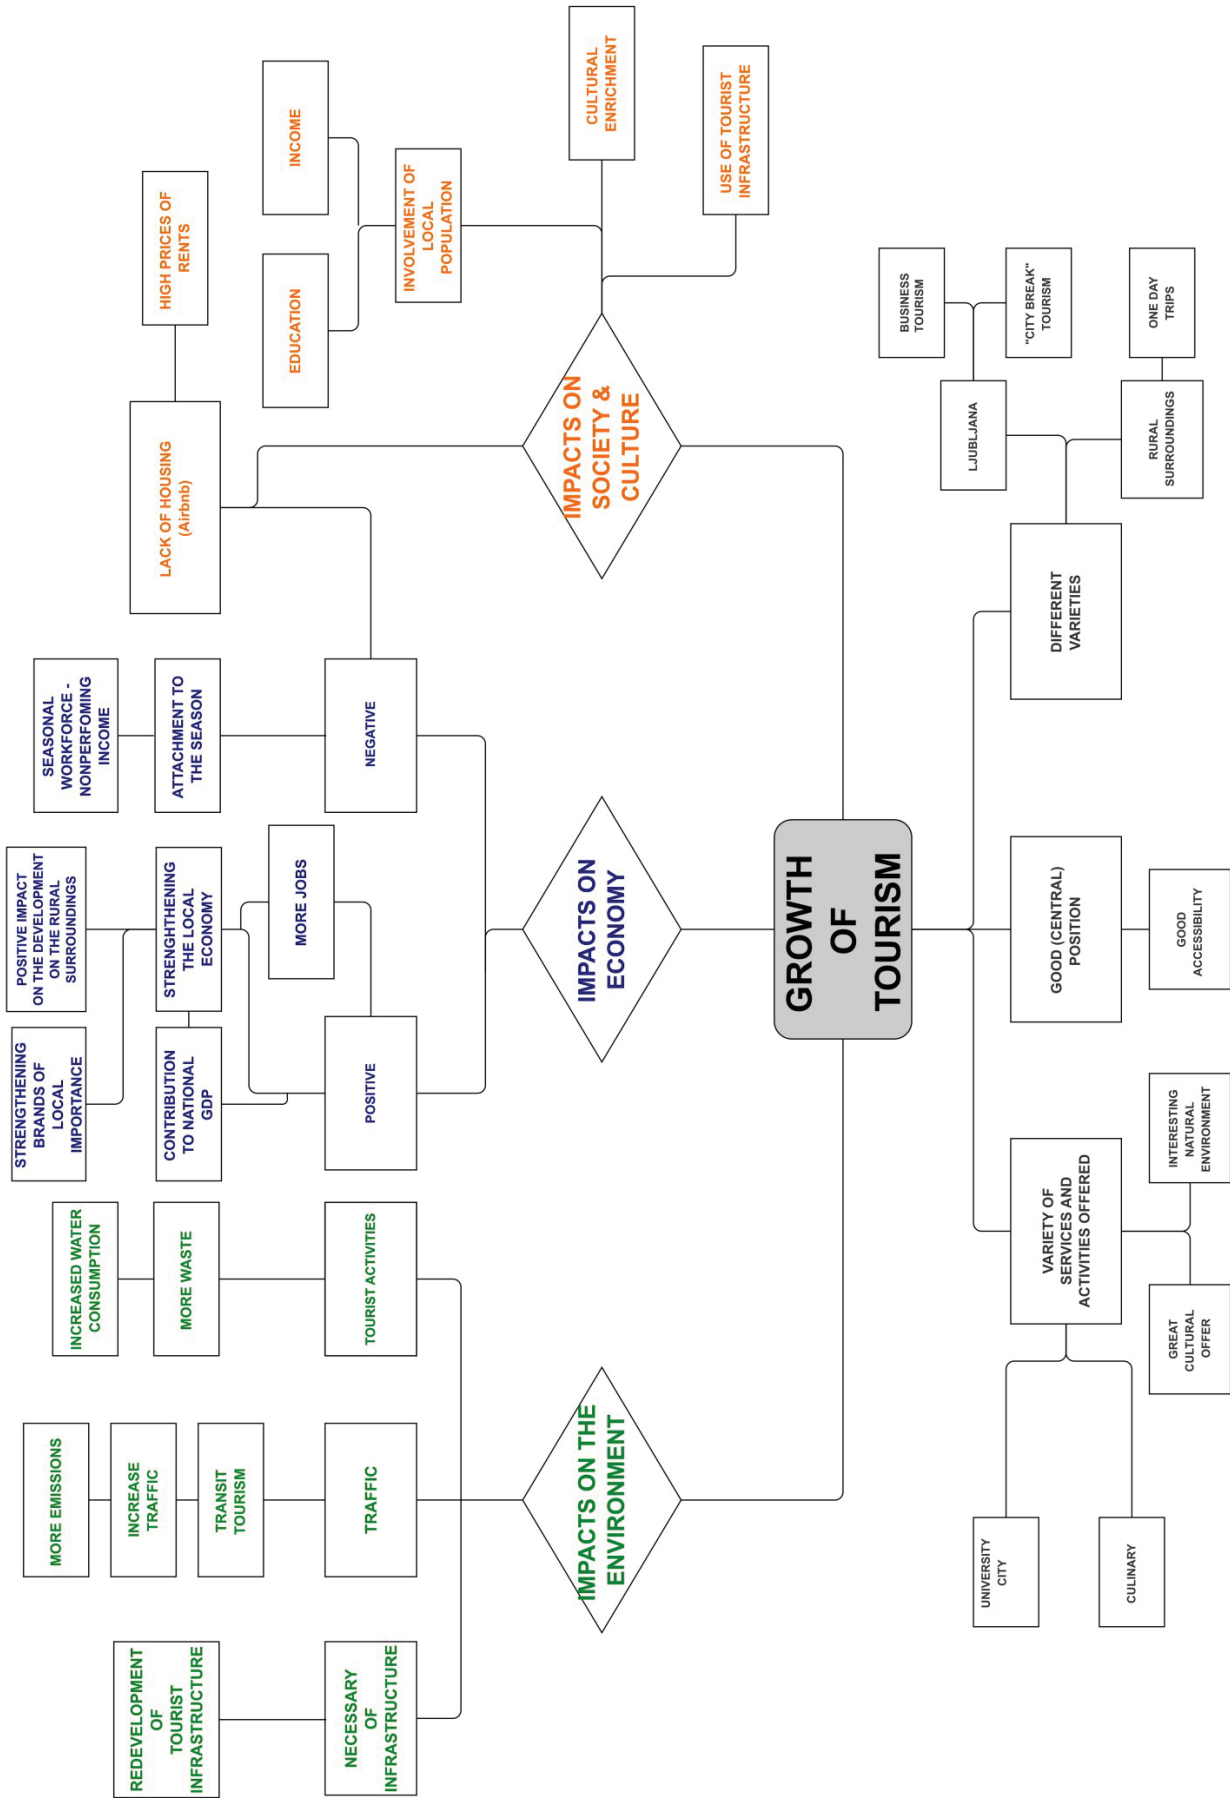 REDEVELOPMENT
OF
TOURIST
INFRASTRUCTURE
NECESSARY
OF
INFRASTRUCTURE
MORE EMISSIONS
INCREASE
TRAFFIC
TRANSIT
TOURISM
TRAFFIC
INCREASED WATER
CONSUMPTION
MORE WASTE
TOURIST ACTIVITIES
IMPACTS ON THE
ENVIRONMENT
STRENGTHENING
BRANDS OF
LOCAL
IMPORTANCE
POSITIVE IMPACT
ON THE DEVELOPMENT
ON THE RURAL
SURROUNDINGS
CONTRIBUTION
TO NATIONAL
GDP
STRENGHTHENING
THE LOCAL
ECONOMY
MORE JOBS
POSITIVE
SEASONAL
WORKFORCE -
NONPERFOMING
INCOME
ATTACHMENT TO
THE SEASON
NEGATIVE
IMPACTS ON
ECONOMY
LACK OF HOUSING
(Airbnb)
HIGH PRICES OF
RENTS
EDUCATION
INCOME
INVOLVEMENT OF
LOCAL
POPULATION
CULTURAL
ENRICHMENT
USE OF TOURIST
INFRASTRUCTURE
IMPACTS ON
SOCIETY &
CULTURE
GROWTH
OF
TOURISM
UNIVERSITY
CITY
CULINARY
VARIETY OF
SERVICES AND
ACTIVITIES OFFERED
GREAT
CULTURAL
OFFER
INTERESTING
NATURAL
ENVIRONMENT
GOOD (CENTRAL)
POSITION
GOOD
ACCESSIBILITY
DIFFERENT
VARIETIES
LJUBLJANA
BUSINESS
TOURISM
"CITY BREAK"
TOURISM
RURAL
SURROUNDINGS
ONE DAY
TRIPS